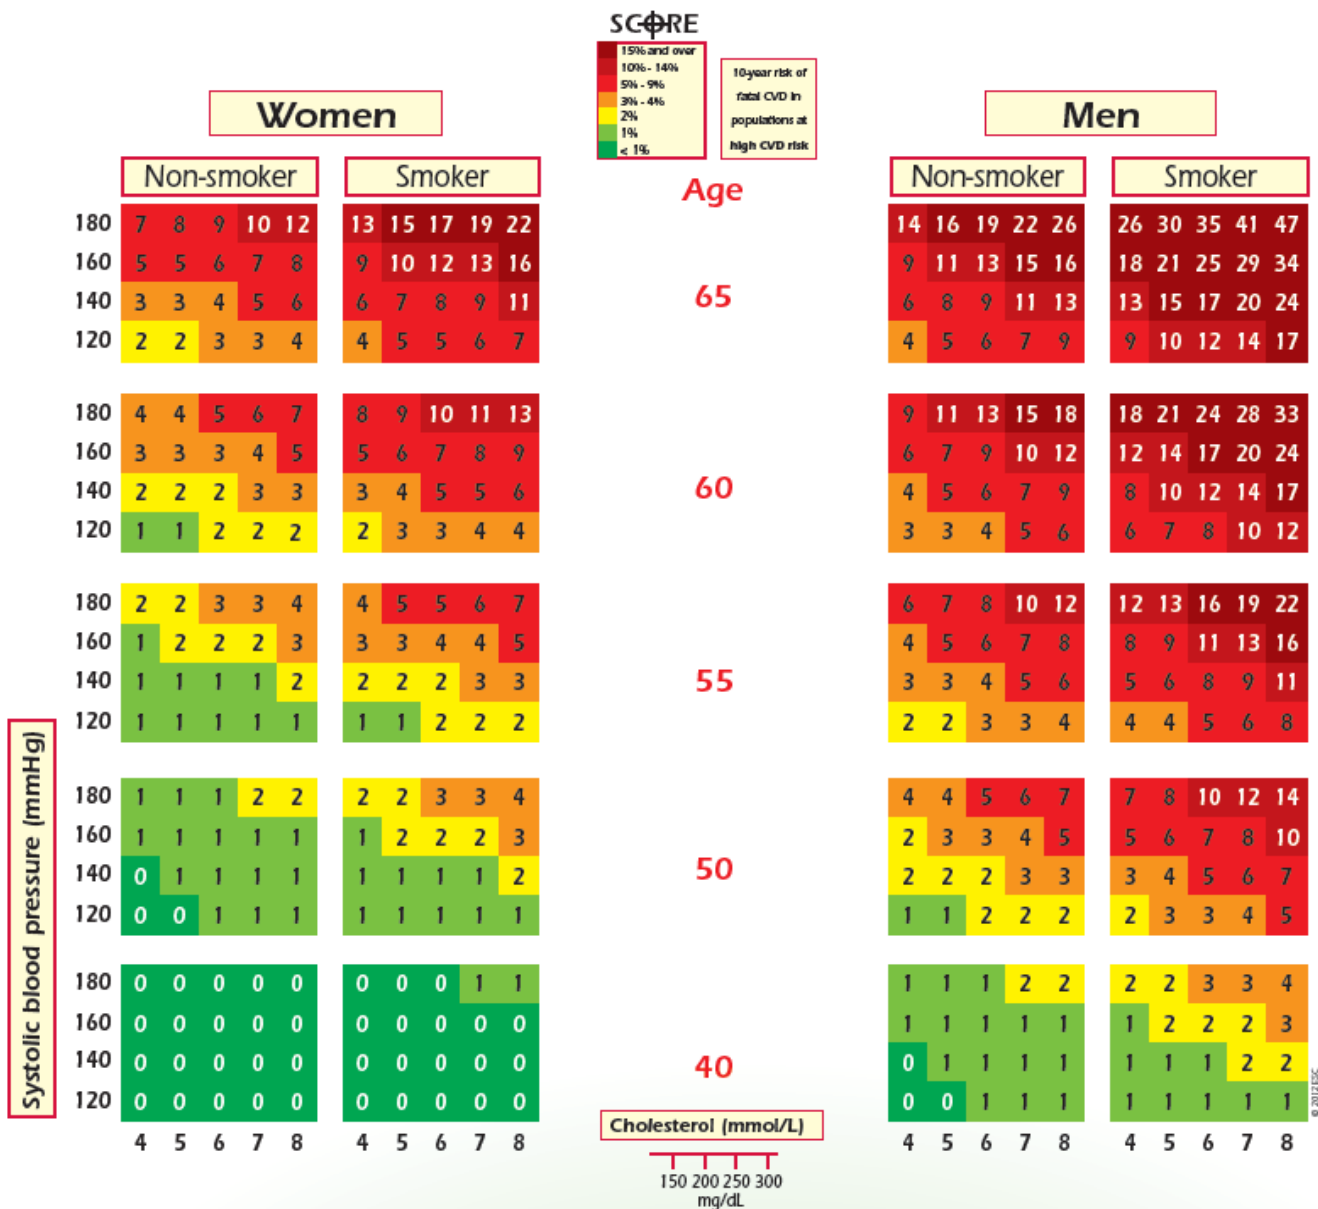 SCORE
15% and over
10% - 14%
5% - 9%
3% - 4%
2%
1%
< 1%
10-year risk of
fatal CVD in
populations at
high CVD risk
Women
Men
Non-smoker Smoker Age Non-smoker Smoker
180 7 8 9 10 12 13 15 17 19 22 14 16 19 22 26 26 30 35 41 47
160 5 5 6 7 8 9 10 12 13 16 9 11 13 15 16 18 21 25 29 34
65
140 3 3 4 5 6 6 7 8 9 11 6 8 9 11 13 13 15 17 20 24
120 2 2 3 3 4 4 5 5 6 7 4 5 6 7 9 9 10 12 14 17
180 4 4 5 6 7 8 9 10 11 13 9 11 13 15 18 18 21 24 28 33
160 3 3 3 4 5 5 6 7 8 9 6 7 9 10 12 12 14 17 20 24
60
140 2 2 2 3 3 3 4 5 5 6 4 5 6 7 9 8 10 12 14 17
120 1 1 2 2 2 2 3 3 4 4 3 3 4 5 6 6 7 8 10 12
180 2 2 3 3 4 4 5 5 6 7 6 7 8 10 12 12 13 16 19 22
160 1 2 2 2 3 3 3 4 4 5 4 5 6 7 8 8 9 11 13 16
55
140 1 1 1 1 2 2 2 2 3 3 3 3 4 5 6 5 6 8 9 11
120 1 1 1 1 1 1 1 2 2 2 2 2 3 3 4 4 4 5 6 8
180 1 1 1 2 2 2 2 3 3 4 4 4 5 6 7 7 8 10 12 14
160 1 1 1 1 1 1 2 2 2 3 2 3 3 4 5 5 6 7 8 10
50
140 0 1 1 1 1 1 1 1 1 2 2 2 2 3 3 3 4 5 6 7
120 0 0 1 1 1 1 1 1 1 1 1 1 2 2 2 2 3 3 4 5
180 0 0 0 0 0 0 0 0 1 1 1 1 1 2 2 2 2 3 3 4
160 0 0 0 0 0 0 0 0 0 0 1 1 1 1 1 1 2 2 2 3
40
140 0 0 0 0 0 0 0 0 0 0 0 1 1 1 1 1 1 1 2 2
120 0 0 0 0 0 0 0 0 0 0 0 0 1 1 1 1 1 1 1 1
4 5 6 7 8 4 5 6 7 8 4 5 6 7 8 4 5 6 7 8
Systolic blood pressure (mmHg)
Cholesterol (mmol/L)
150 200 250 300
mg/dL
© 2012 ESC